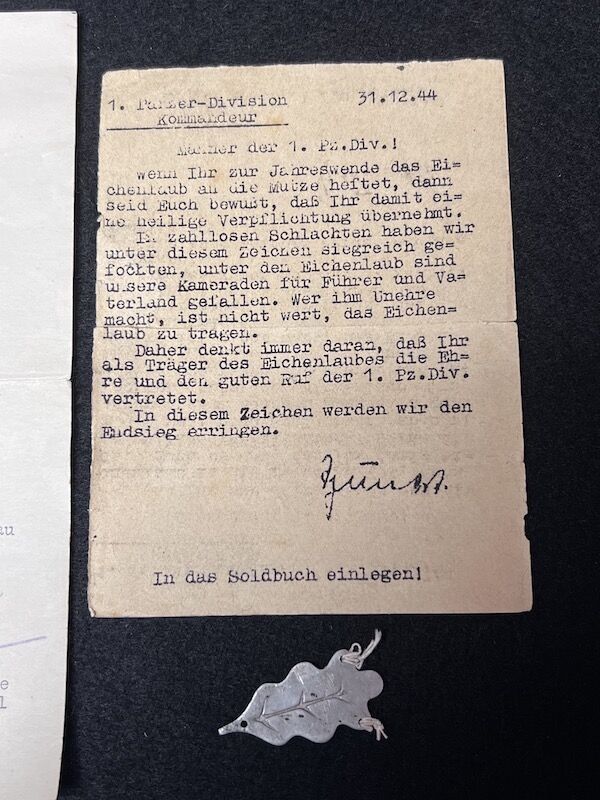 1. Panzer-Division 31.12.44
Kommandeur
Männer der 1. Pz.Div.!
Wenn Ihr zur Jahreswende das Ei=
chenlaub an die Mütze heftet, dann
seid Euch bewußt, daß Ihr damit ei=
ne heilige Verpflichtung übernehmt.
In zahllosen Schlachten haben wir
unter diesem Zeichen siegreich ge=
fochten, unter den Eichenlaub sind
unsere Kameraden für Führer und Va=
terland gefallen. Wer ihm Unehre
macht, ist nicht wert, das Eichen=
laub zu tragen.
Daher denkt immer daran, daß Ihr
als Träger des Eichenlaubes die Eh=
re und den guten Ruf der 1. Pz.Div.
vertretet.
In diesem Zeichen werden wir den
Endsieg erringen.
In das Soldbuch einlegen!
au
e
l